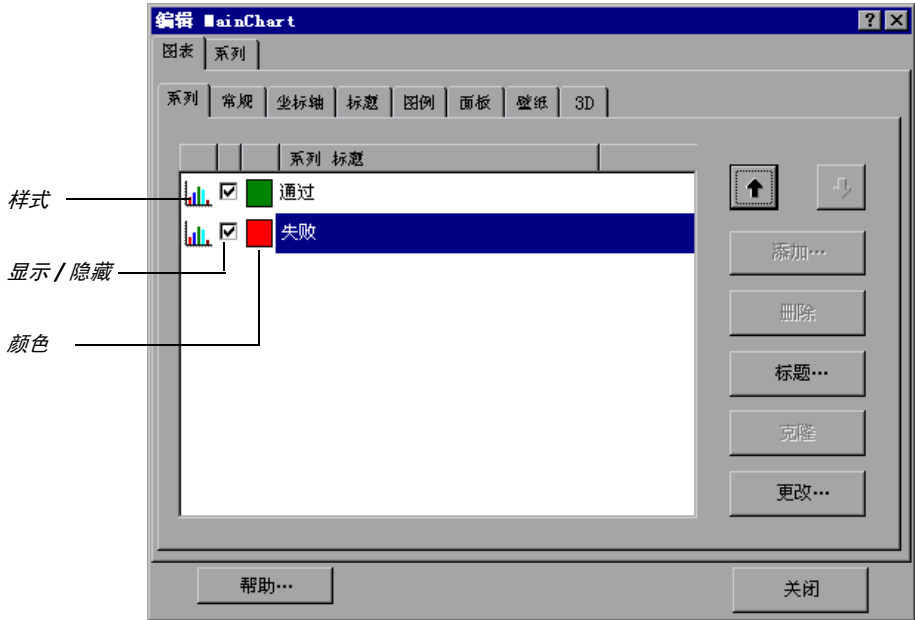 编辑 MainChart
图表 系列
系列 常规 坐标轴 标题 图例 面板 壁纸 3D
系列 标题
样式
通过
失败
显示 / 隐藏
颜色
添加…
删除
标题…
克隆
更改…
帮助…
关闭